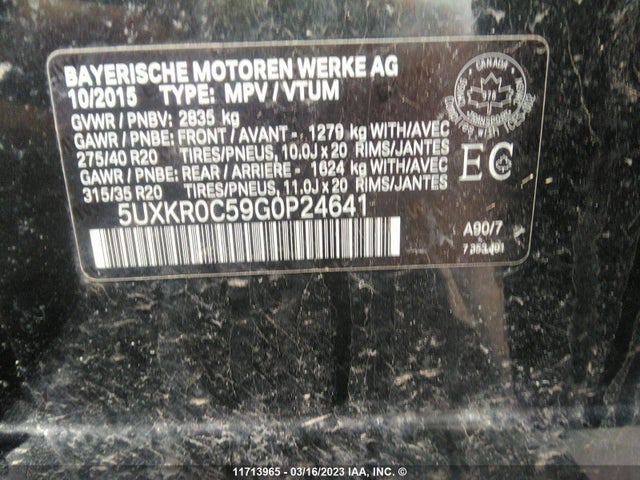 BAYERISCHE MOTOREN WERKE AG
10/2015 TYPE: MPV / VTUM
GVWR / PNBV: 2835 kg
GAWR / PNBE: FRONT / AVANT - 1270 kg WITH/AVEC
275/40 R20 TIRES/PNEUS, 10.0J x 20 RIMS/JANTES
GAWR / PNBE: REAR / ARRIERE - 1624 kg WITH/AVEC
315/35 R20 TIRES/PNEUS, 11.0J x 20 RIMS/JANTES
5UXKR0C59G0P24641
CANADA
TRANSPORT
EC
A90/7
11713965 - 03/16/2023 IAA, INC. ©